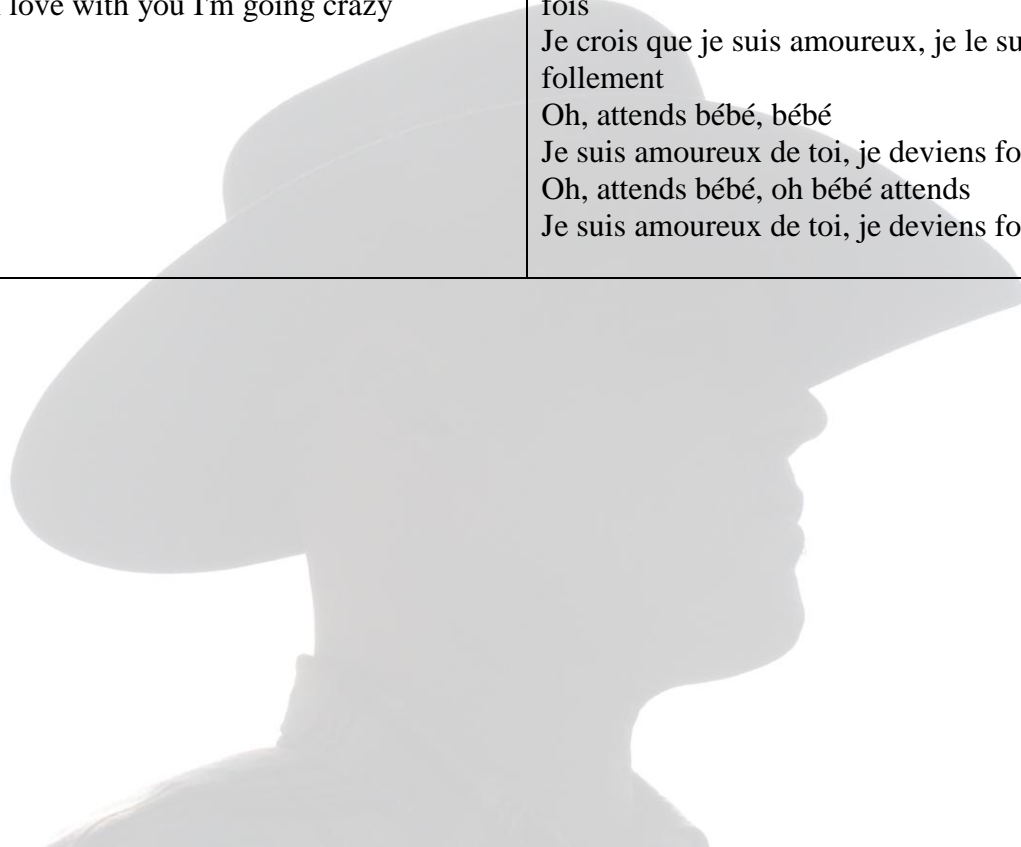 love with you I'm going crazy
fois
Je crois que je suis amoureux, je le
follement
Oh, attends bébé, bébé
Je suis amoureux de toi, je deviens
Oh, attends bébé, oh bébé attends
Je suis amoureux de toi, je deviens